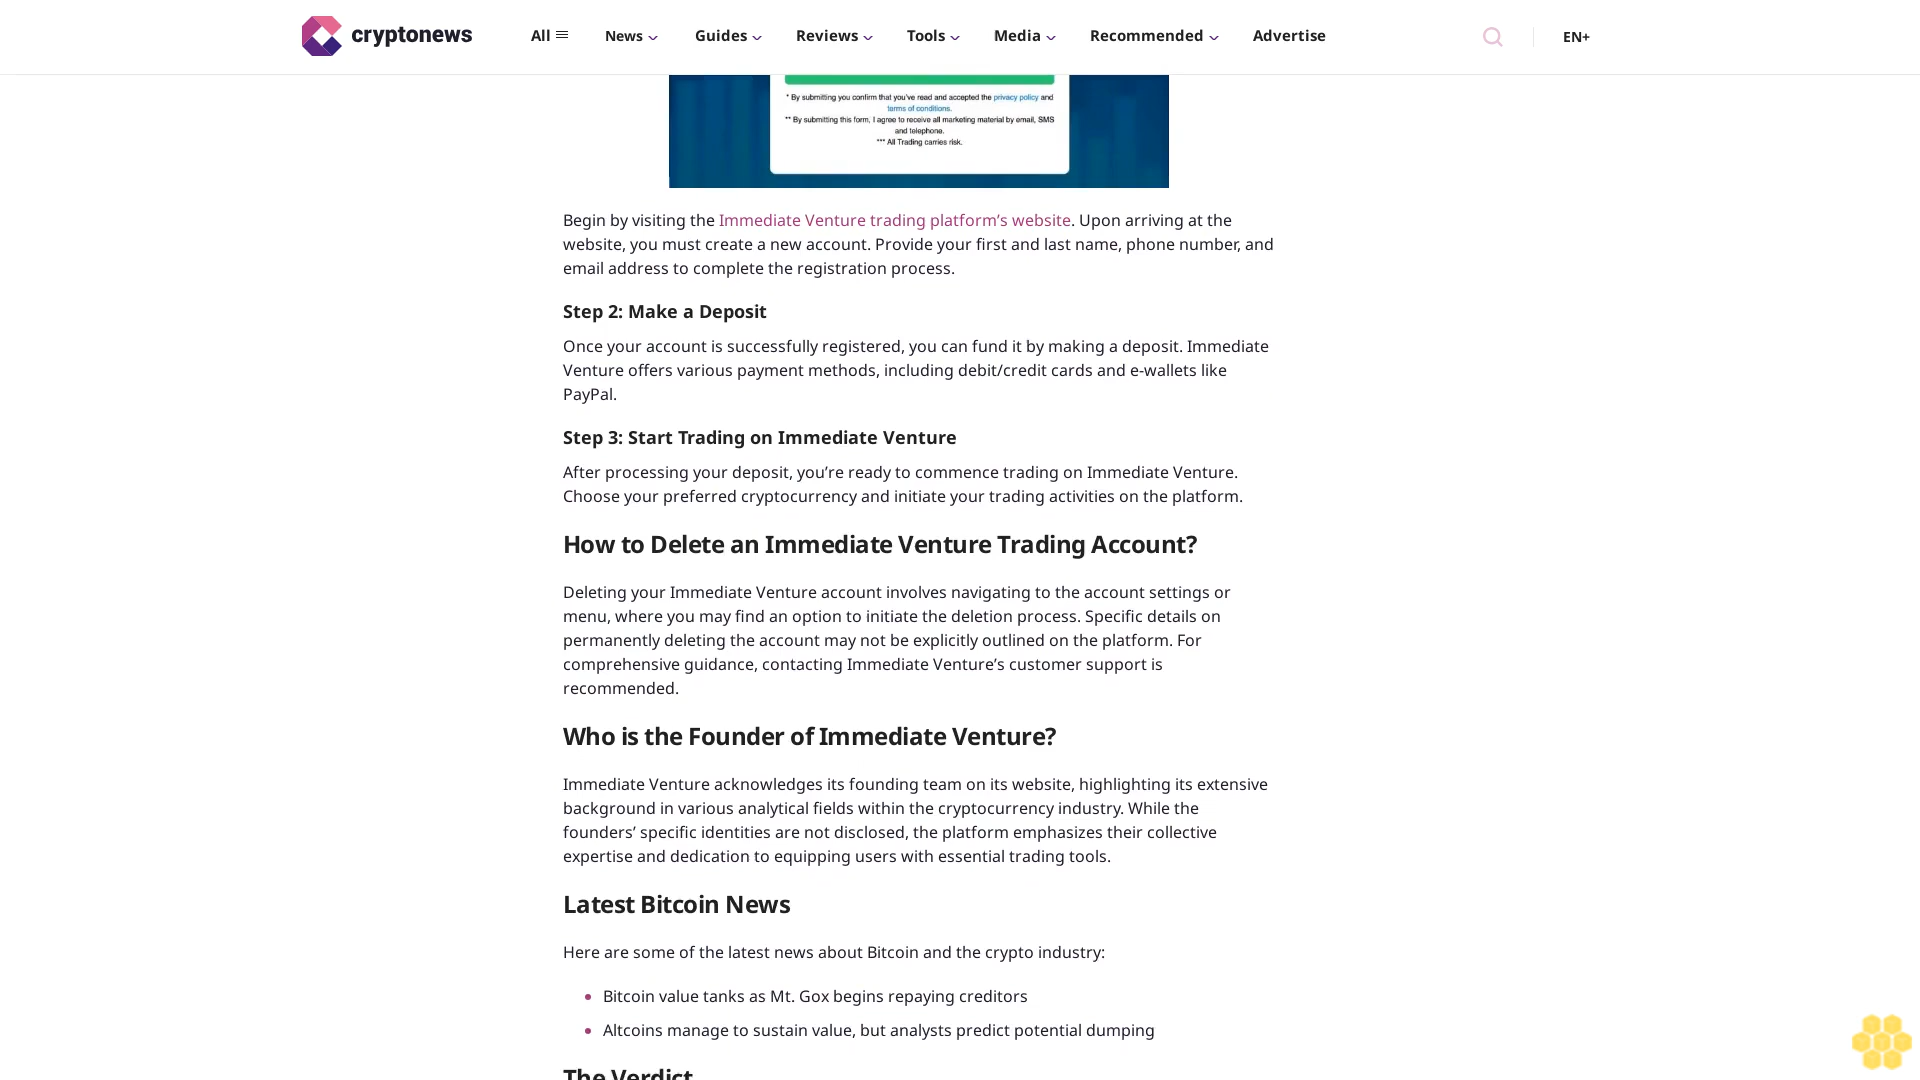 cryptonews
All
News
Guides
Reviews
Tools
Media
Recommended
Advertise
EN+
* By submitting you confirm that you've read and accepted the privacy policy and
terms of conditions.
** By submitting this form, I agree to receive all marketing material by email, SMS
and telephone.
*** All Trading carries risk.
Begin by visiting the Immediate Venture trading platform’s website. Upon arriving at the
website, you must create a new account. Provide your first and last name, phone number, and
email address to complete the registration process.
Step 2: Make a Deposit
Once your account is successfully registered, you can fund it by making a deposit. Immediate
Venture offers various payment methods, including debit/credit cards and e-wallets like
PayPal.
Step 3: Start Trading on Immediate Venture
After processing your deposit, you’re ready to commence trading on Immediate Venture.
Choose your preferred cryptocurrency and initiate your trading activities on the platform.
How to Delete an Immediate Venture Trading Account?
Deleting your Immediate Venture account involves navigating to the account settings or
menu, where you may find an option to initiate the deletion process. Specific details on
permanently deleting the account may not be explicitly outlined on the platform. For
comprehensive guidance, contacting Immediate Venture’s customer support is
recommended.
Who is the Founder of Immediate Venture?
Immediate Venture acknowledges its founding team on its website, highlighting its extensive
background in various analytical fields within the cryptocurrency industry. While the
founders’ specific identities are not disclosed, the platform emphasizes their collective
expertise and dedication to equipping users with essential trading tools.
Latest Bitcoin News
Here are some of the latest news about Bitcoin and the crypto industry:
Bitcoin value tanks as Mt. Gox begins repaying creditors
Altcoins manage to sustain value, but analysts predict potential dumping
The Verdict